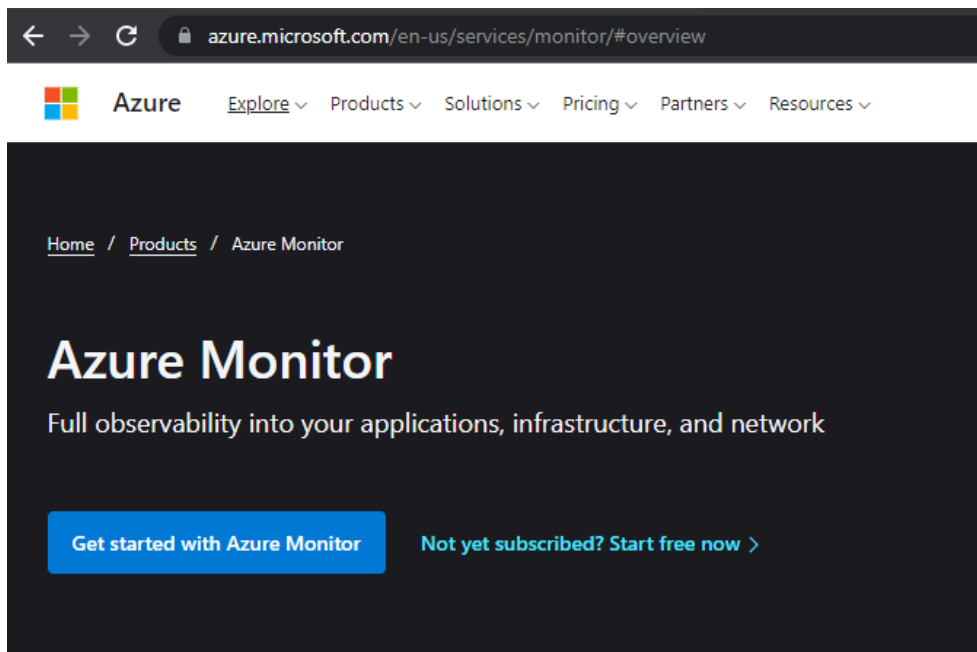 azure.microsoft.com/en-us/services/monitor/#overview
Azure Explore Products Solutions Pricing Partners Resources
Home / Products / Azure Monitor
Azure Monitor
Full observability into your applications, infrastructure, and network
Get started with Azure Monitor Not yet subscribed? Start free now >